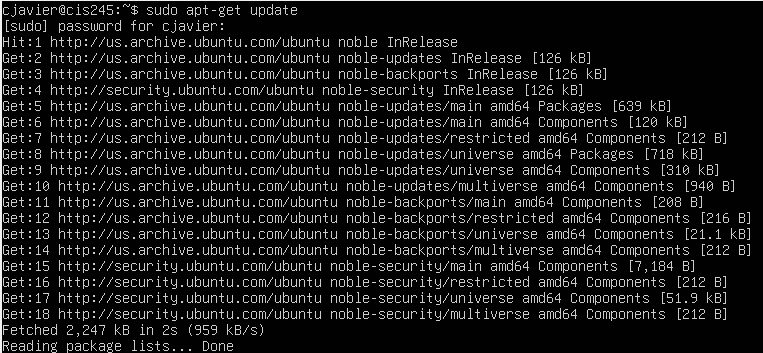 cjavier@cis245:~$ sudo apt-get update
[sudo] password for cjavier:
Hit:1 http://us.archive.ubuntu.com/ubuntu noble InRelease
Get:2 http://us.archive.ubuntu.com/ubuntu noble-updates InRelease [126 kB]
Get:3 http://us.archive.ubuntu.com/ubuntu noble-backports InRelease [126 kB]
Get:4 http://security.ubuntu.com/ubuntu noble-security InRelease [126 kB]
Get:5 http://us.archive.ubuntu.com/ubuntu noble-updates/main amd64 Packages [639 kB]
Get:6 http://us.archive.ubuntu.com/ubuntu noble-updates/main amd64 Components [120 kB]
Get:7 http://us.archive.ubuntu.com/ubuntu noble-updates/restricted amd64 Components [212 B]
Get:8 http://us.archive.ubuntu.com/ubuntu noble-updates/universe amd64 Packages [718 kB]
Get:9 http://us.archive.ubuntu.com/ubuntu noble-updates/universe amd64 Components [310 kB]
Get:10 http://us.archive.ubuntu.com/ubuntu noble-updates/multiverse amd64 Components [940 B]
Get:11 http://us.archive.ubuntu.com/ubuntu noble-backports/main amd64 Components [208 B]
Get:12 http://us.archive.ubuntu.com/ubuntu noble-backports/restricted amd64 Components [216 B]
Get:13 http://us.archive.ubuntu.com/ubuntu noble-backports/universe amd64 Components [21.1 kB]
Get:14 http://us.archive.ubuntu.com/ubuntu noble-backports/multiverse amd64 Components [212 B]
Get:15 http://security.ubuntu.com/ubuntu noble-security/main amd64 Components [7,184 B]
Get:16 http://security.ubuntu.com/ubuntu noble-security/restricted amd64 Components [212 B]
Get:17 http://security.ubuntu.com/ubuntu noble-security/universe amd64 Components [51.9 kB]
Get:18 http://security.ubuntu.com/ubuntu noble-security/multiverse amd64 Components [212 B]
Fetched 2,247 kB in 2s (959 kB/s)
Reading package lists... Done